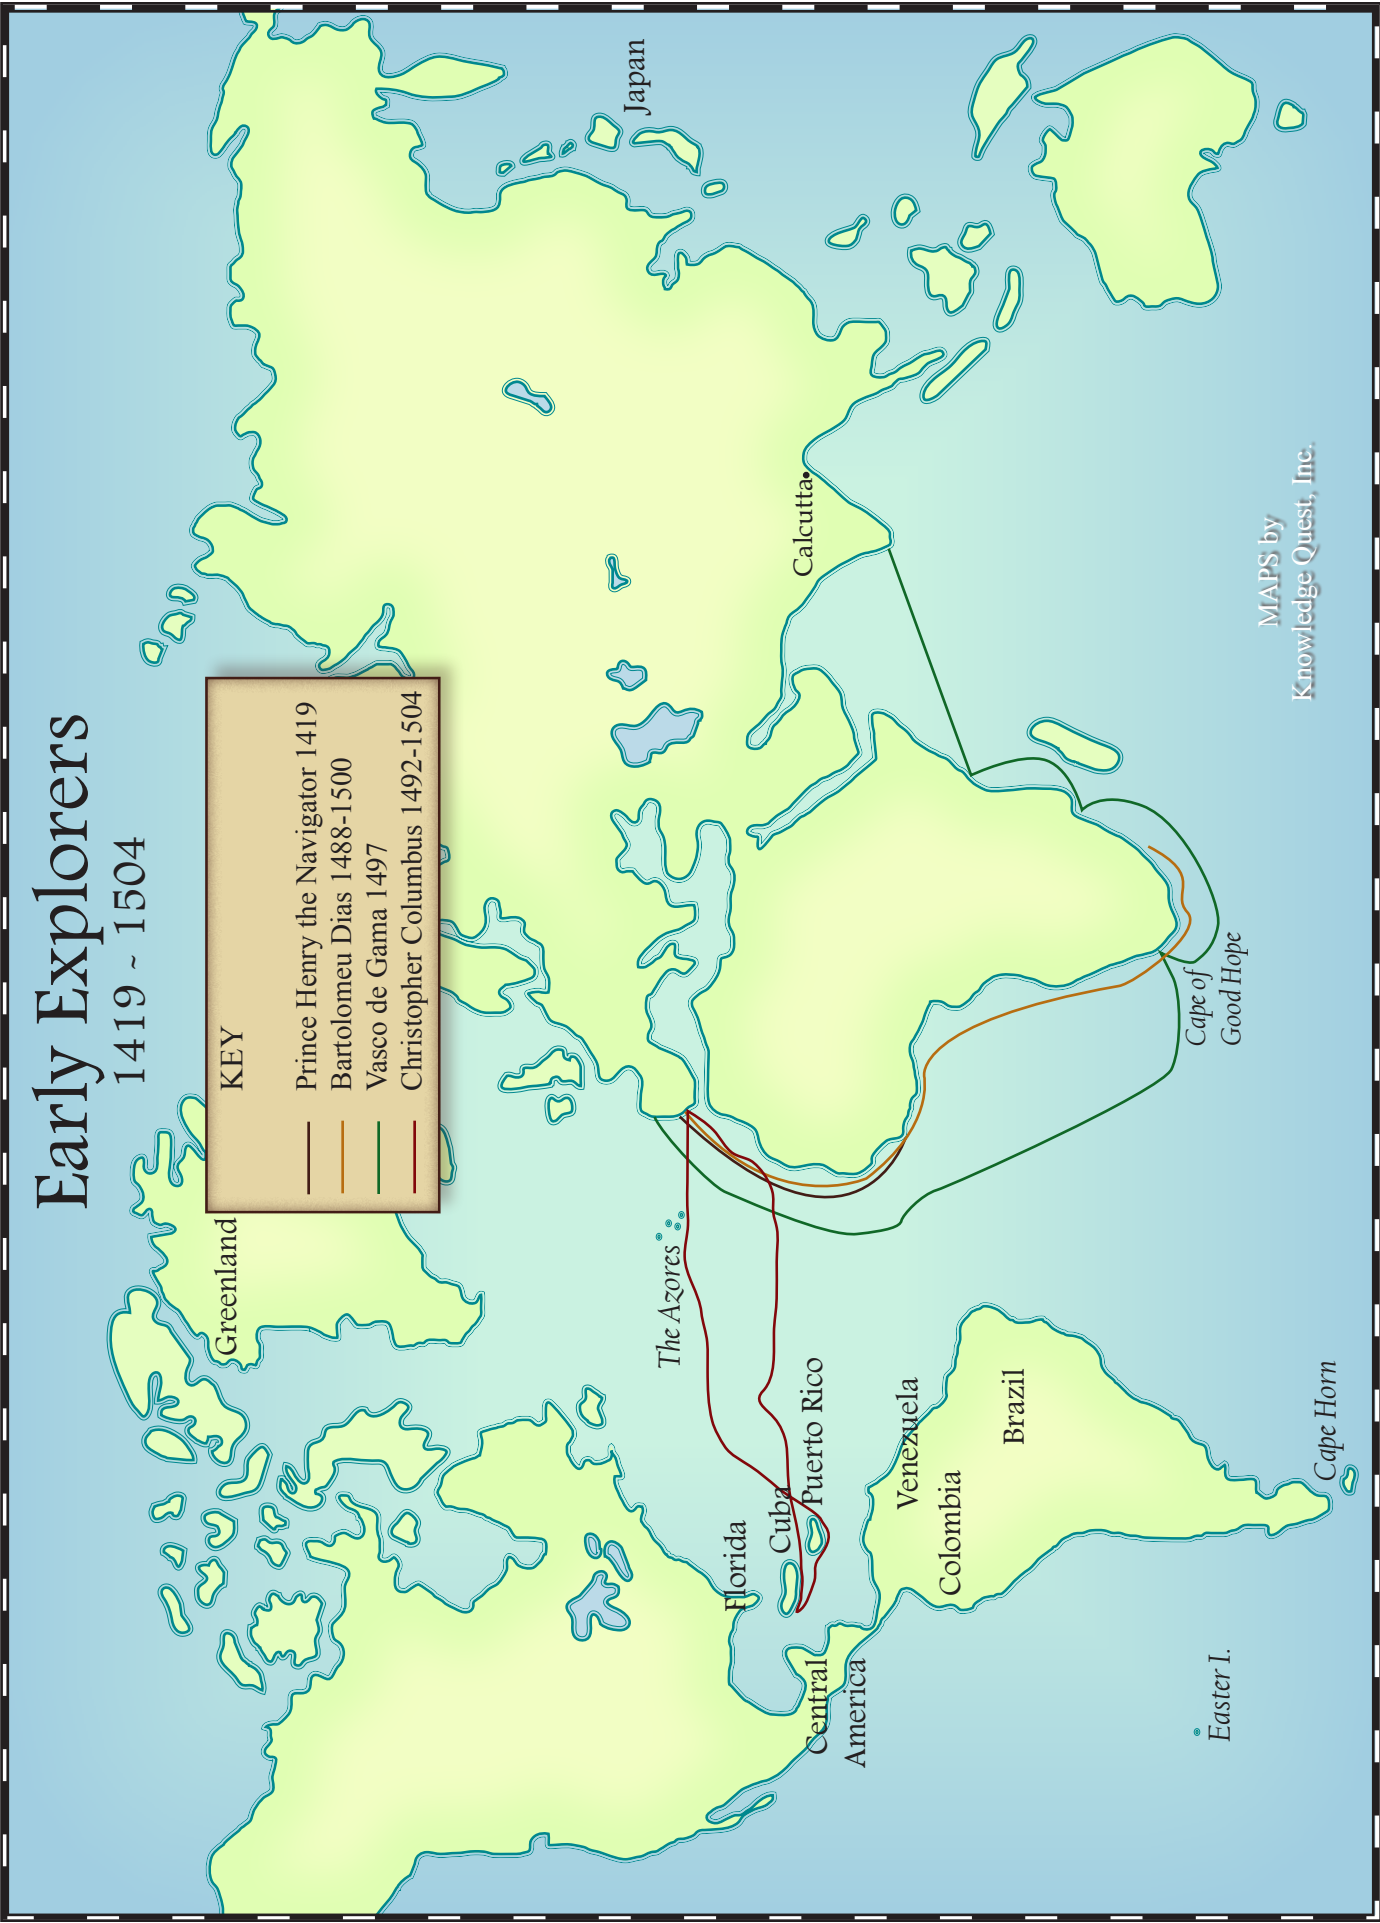 Early Explorers
1419 ~ 1504
KEY
Prince Henry the Navigator 1419
Bartolomeu Dias 1488-1500
Vasco de Gama 1497
Christopher Columbus 1492-1504
Greenland
Japan
The Azores
Florida
Cuba
Puerto Rico
Calcutta
Central
America
Venezuela
Colombia
Brazil
Cape of
Good Hope
Easter I.
Cape Horn
MAPS by
Knowledge Quest, Inc.